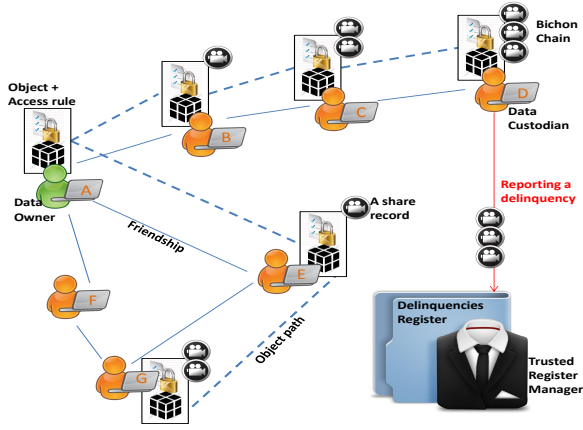 Bichon
Chain
Object +
Access rule
D
C
B
Data
Custodian
A
Data
Owner
Reporting a
delinquency
A share
record
Friendship
E
F
Object path
G
Delinquencies
Register
Trusted
Register
Manager